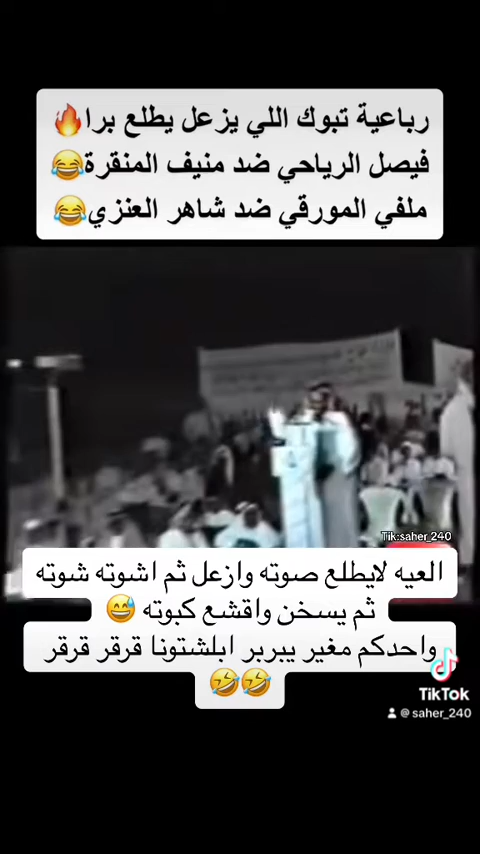 رباعية تبوك اللي يزعل يطلع برا🔥
فيصل الرياحي ضد منيف المنقرة😂
ملفي المورقي ضد شاهر العنزي😂
Tik:saher_240
العيه لايطلع صوته وازعل ثم اشوته شوته
ثم يسخن واقشع كبوته 😅
واحدكم مغير يبربر ابلشتونا قرقر قرقر
🤣🤣
TikTok
@ saher_240